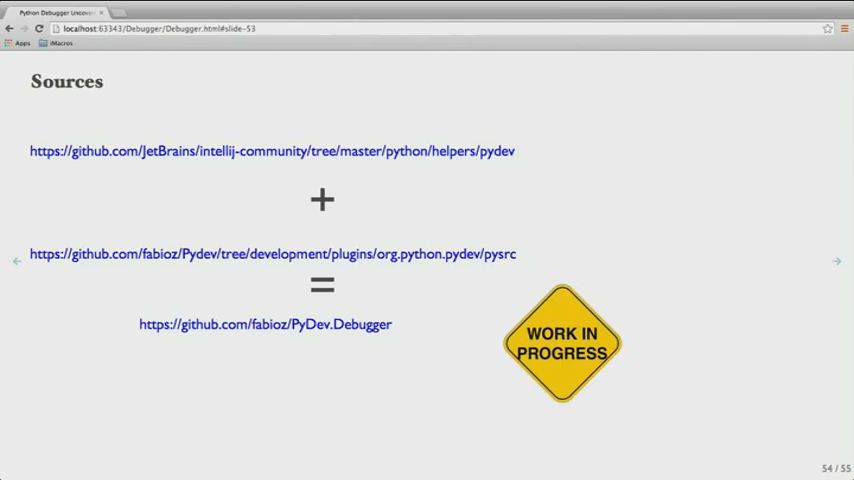 Python Debugger Uncover
localhost:63343/Debugger/Debugger.html#slide-53
Apps iMacros
Sources
https://github.com/JetBrains/intellij-community/tree/master/python/helpers/pydev
+
https://github.com/fabioz/Pydev/tree/development/plugins/org.python.pydev/pysrc
=
https://github.com/fabioz/PyDev.Debugger
WORK IN
PROGRESS
54 / 55